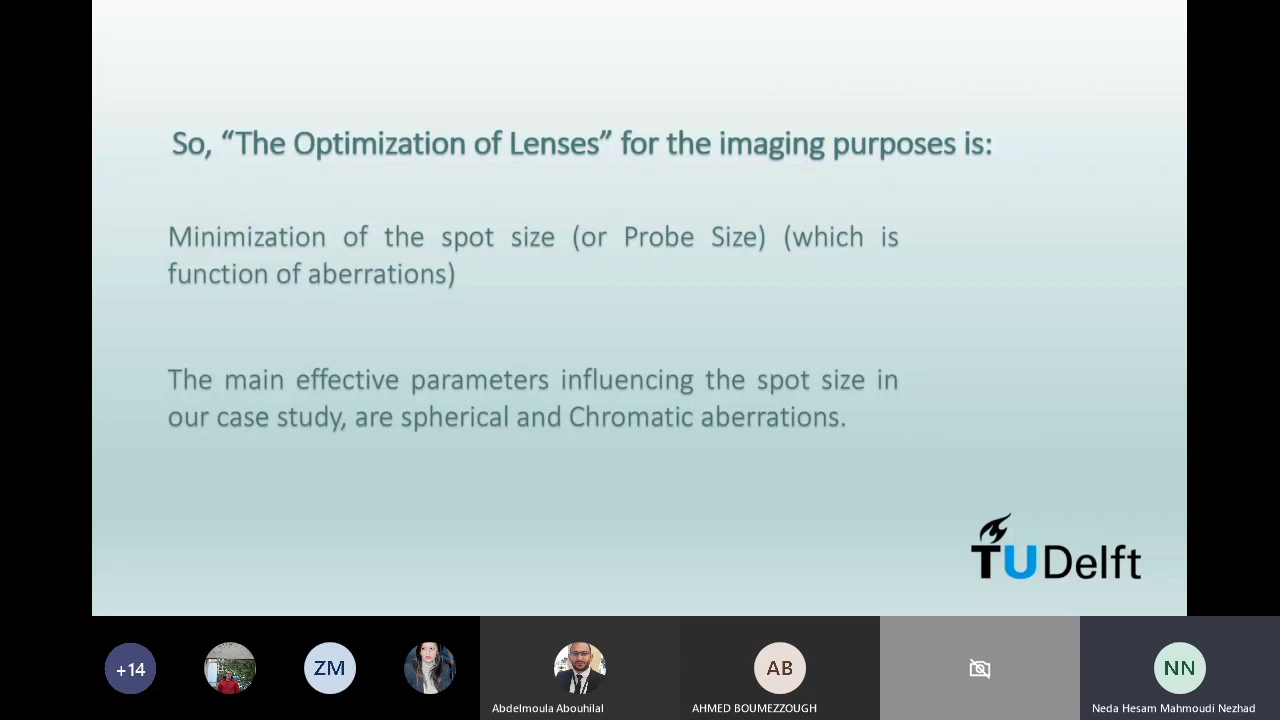 So, “The Optimization of Lenses” for the imaging purposes is:
Minimization of the spot size (or Probe Size) (which is
function of aberrations)
The main effective parameters influencing the spot size in
our case study, are spherical and Chromatic aberrations.
TU Delft
+14
ZM
Abdelmoula Abouhilal
AB
AHMED BOUMEZZOUGH
NN
Neda Hesam Mahmoudi Nezhad